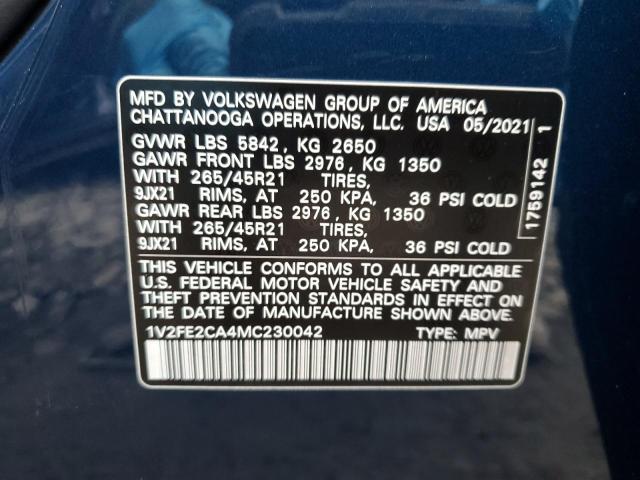 MFD BY VOLKSWAGEN GROUP OF AMERICA
CHATTANOOGA OPERATIONS, LLC. USA 05/2021
GVWR LBS 5842, KG 2650
GAWR FRONT LBS 2976, KG 1350
WITH 265/45R21 TIRES,
9JX21 RIMS, AT 250 KPA, 36 PSI COLD
GAWR REAR LBS 2976, KG 1350
WITH 265/45R21 TIRES,
9JX21 RIMS, AT 250 KPA, 36 PSI COLD
THIS VEHICLE CONFORMS TO ALL APPLICABLE
U.S. FEDERAL MOTOR VEHICLE SAFETY AND
THEFT PREVENTION STANDARDS IN EFFECT ON
THE DATE OF MANUFACTURE SHOWN ABOVE.
1V2FE2CA4MC230042 TYPE: MPV
1759142 1